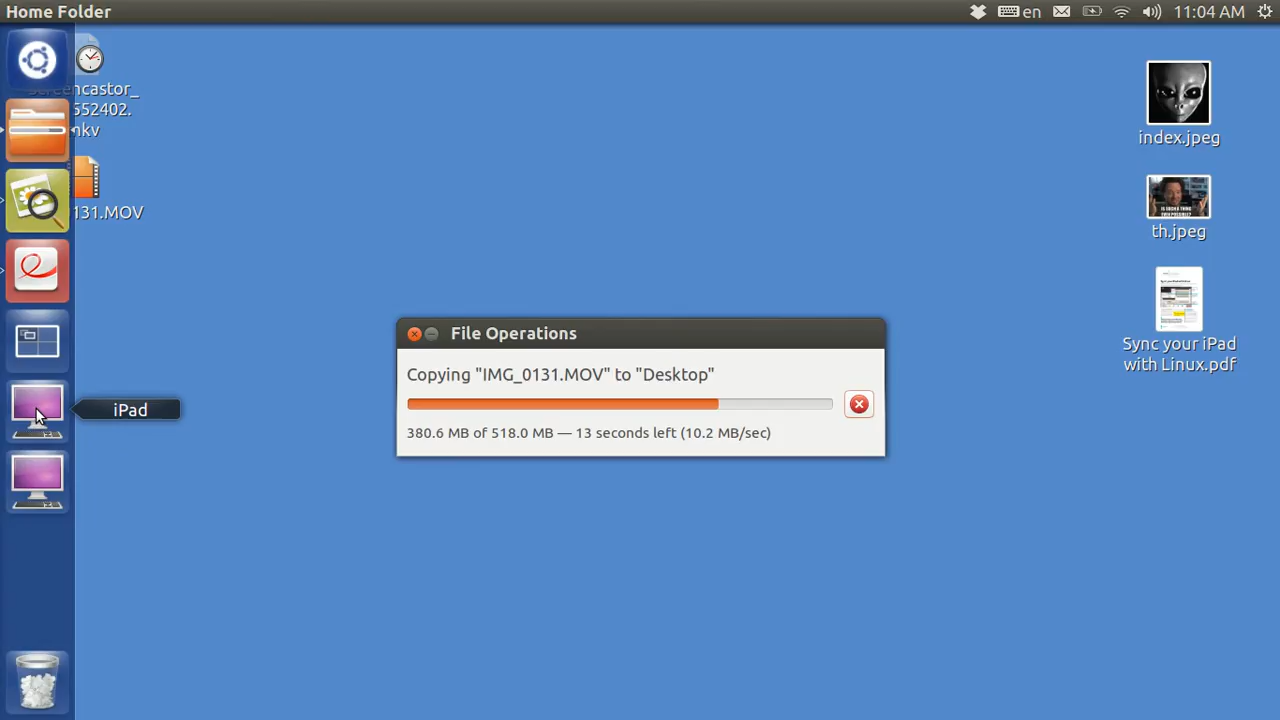 Home Folder
en
11:04 AM
552402.
mkv
131.MOV
iPad
File Operations
Copying "IMG_0131.MOV" to "Desktop"
380.6 MB of 518.0 MB — 13 seconds left (10.2 MB/sec)
index.jpeg
th.jpeg
Sync your iPad
with Linux.pdf